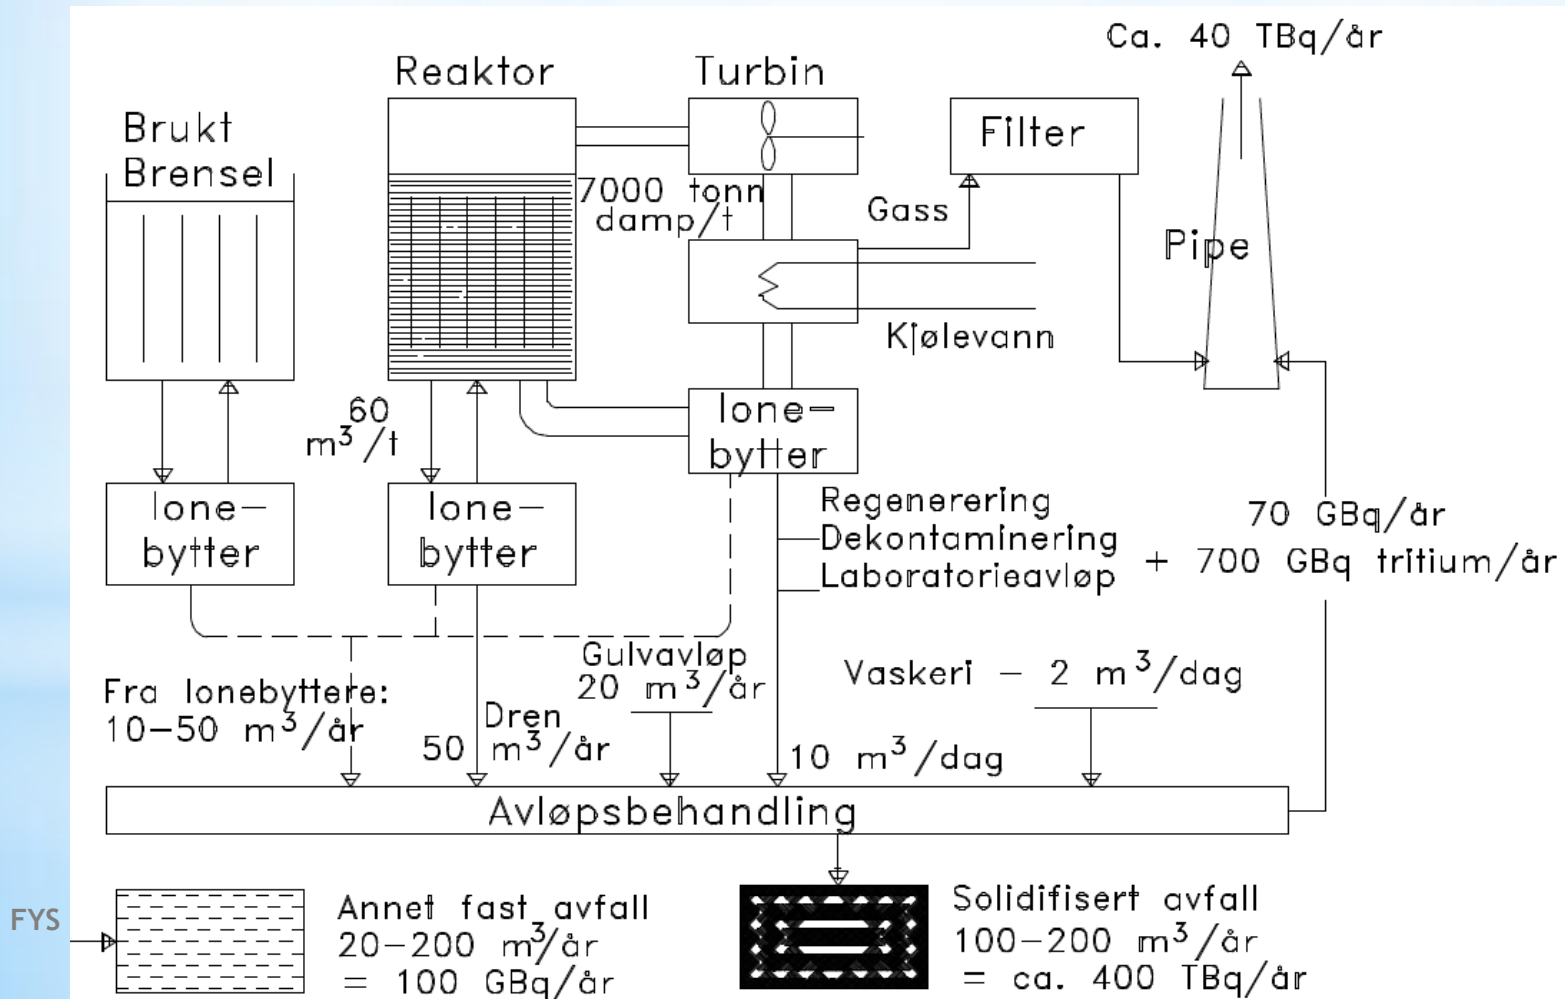 Ca. 40 TBq/år
Reaktor
Turbin
Brukt
Brensel
Filter
7000 tonn
damp/t
Gass
Pipe
Kjølevann
60
m³/t
Ione-
bytter
Ione-
bytter
Ione-
bytter
Regenerering
Dekontaminering
Laboratorieavløp
70 GBq/år
+ 700 GBq tritium/år
Gulvavløp
20 m³/år
Vaskeri - 2 m³/dag
Fra Ionebyttere:
10-50 m³/år
Dren
50 m³/år
10 m³/dag
Avløpsbehandling
FYS
Annet fast avfall
20-200 m³/år
= 100 GBq/år
Solidifisert avfall
100-200 m³/år
= ca. 400 TBq/år